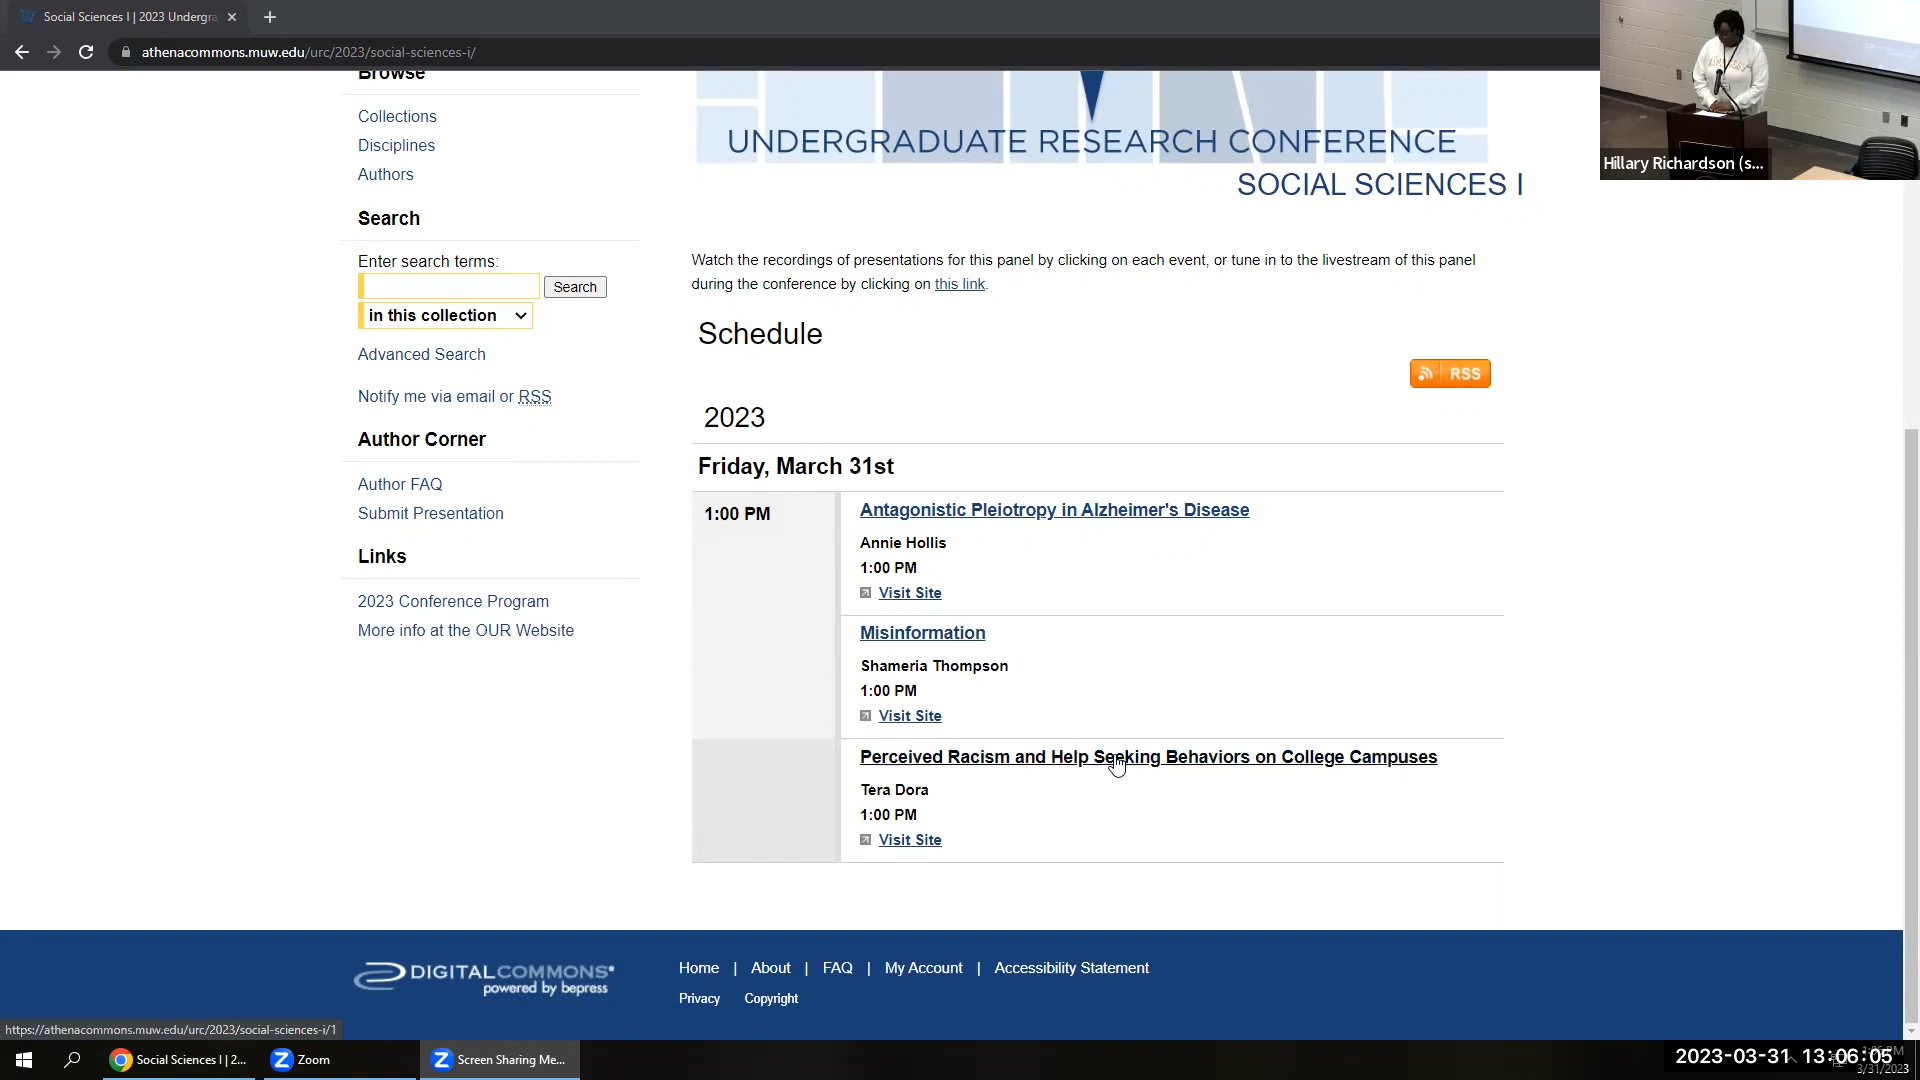 Social Sciences I | 2023 Undergra
athenacommons.muw.edu/urc/2023/social-sciences-i/
Browse
Collections
Disciplines
Authors
Search
Enter search terms:
Search
in this collection
Advanced Search
Notify me via email or RSS
Author Corner
Author FAQ
Submit Presentation
Links
2023 Conference Program
More info at the OUR Website
UNDERGRADUATE RESEARCH CONFERENCE
SOCIAL SCIENCES I
Watch the recordings of presentations for this panel by clicking on each event, or tune in to the livestream of this panel
during the conference by clicking on this link.
Schedule
RSS
2023
Friday, March 31st
1:00 PM
Antagonistic Pleiotropy in Alzheimer's Disease
Annie Hollis
1:00 PM
Visit Site
Misinformation
Shameria Thompson
1:00 PM
Visit Site
Perceived Racism and Help Seeking Behaviors on College Campuses
Tera Dora
1:00 PM
Visit Site
Hillary Richardson (s...
DIGITALCOMMONS
powered by bepress
Home | About | FAQ | My Account | Accessibility Statement
Privacy Copyright
https://athenacommons.muw.edu/urc/2023/social-sciences-i/1
Social Sciences I | 2...
Zoom
Screen Sharing Me...
2023-03-31 13:06:05
3/31/2023